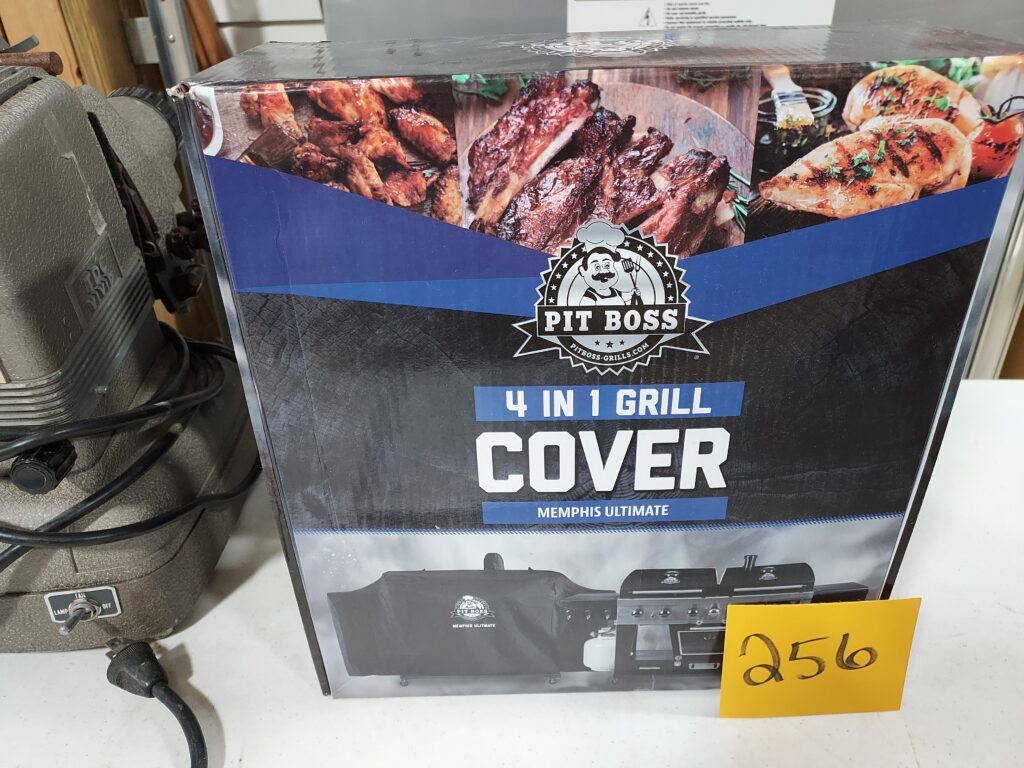 PIT BOSS
PITBOSS-GRILLS.COM
4 IN 1 GRILL
COVER
MEMPHIS ULTIMATE
PIT BOSS
MEMPHIS ULTIMATE
256
LAMP
OFF